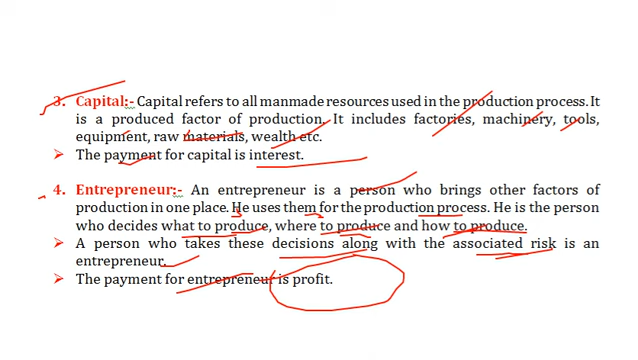 3. Capital:- Capital refers to all manmade resources used in the production process. It
is a produced factor of production. It includes factories, machinery, tools,
equipment, raw materials, wealth etc.
➢ The payment for capital is interest.
4. Entrepreneur:- An entrepreneur is a person who brings other factors of
production in one place. He uses them for the production process. He is the person
who decides what to produce, where to produce and how to produce.
➢ A person who takes these decisions along with the associated risk is an
entrepreneur.
➢ The payment for entrepreneur is profit.